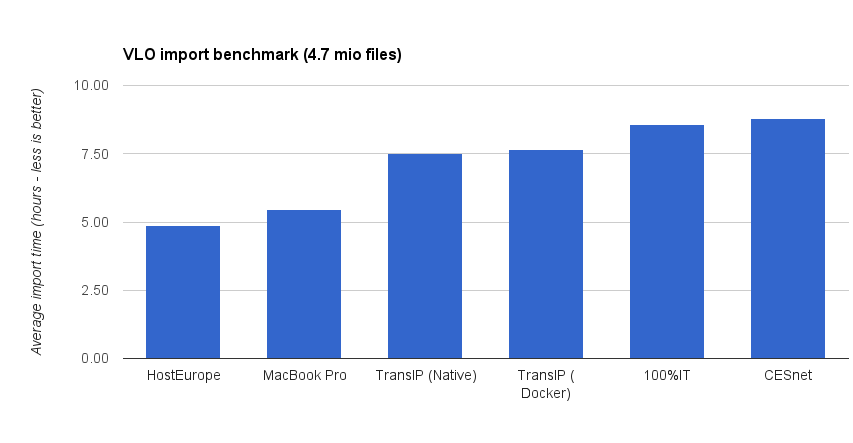 VLO import benchmark (4.7 mio files)
Average import time (hours - less is better)
10.00
7.50
5.00
2.50
0.00
HostEurope
MacBook Pro
TransIP (Native)
TransIP (
Docker)
100%IT
CESnet